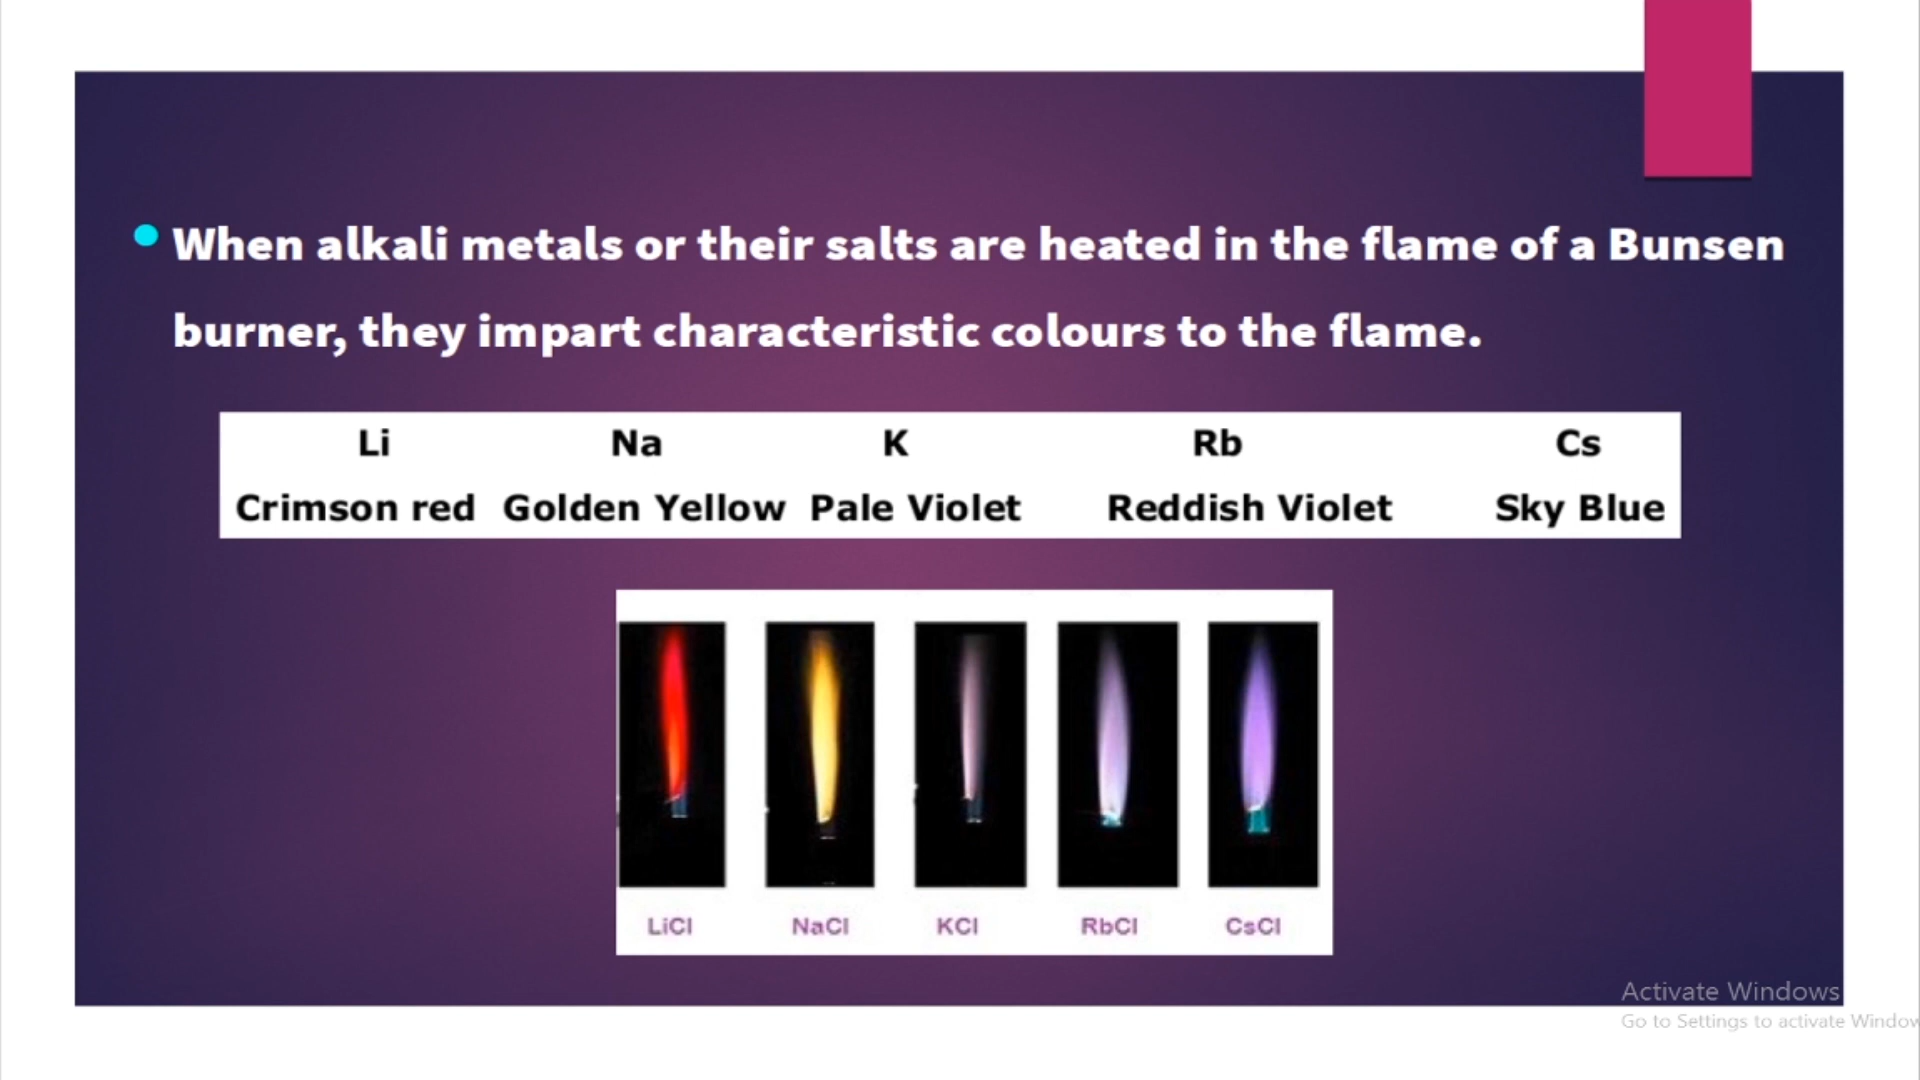 When alkali metals or their salts are heated in the flame of a Bunsen
burner, they impart characteristic colours to the flame.
Li Na K Rb Cs
Crimson red Golden Yellow Pale Violet Reddish Violet Sky Blue
LiCl NaCl KCl RbCl CsCl
Activate Windows
Go to Settings to activate Window